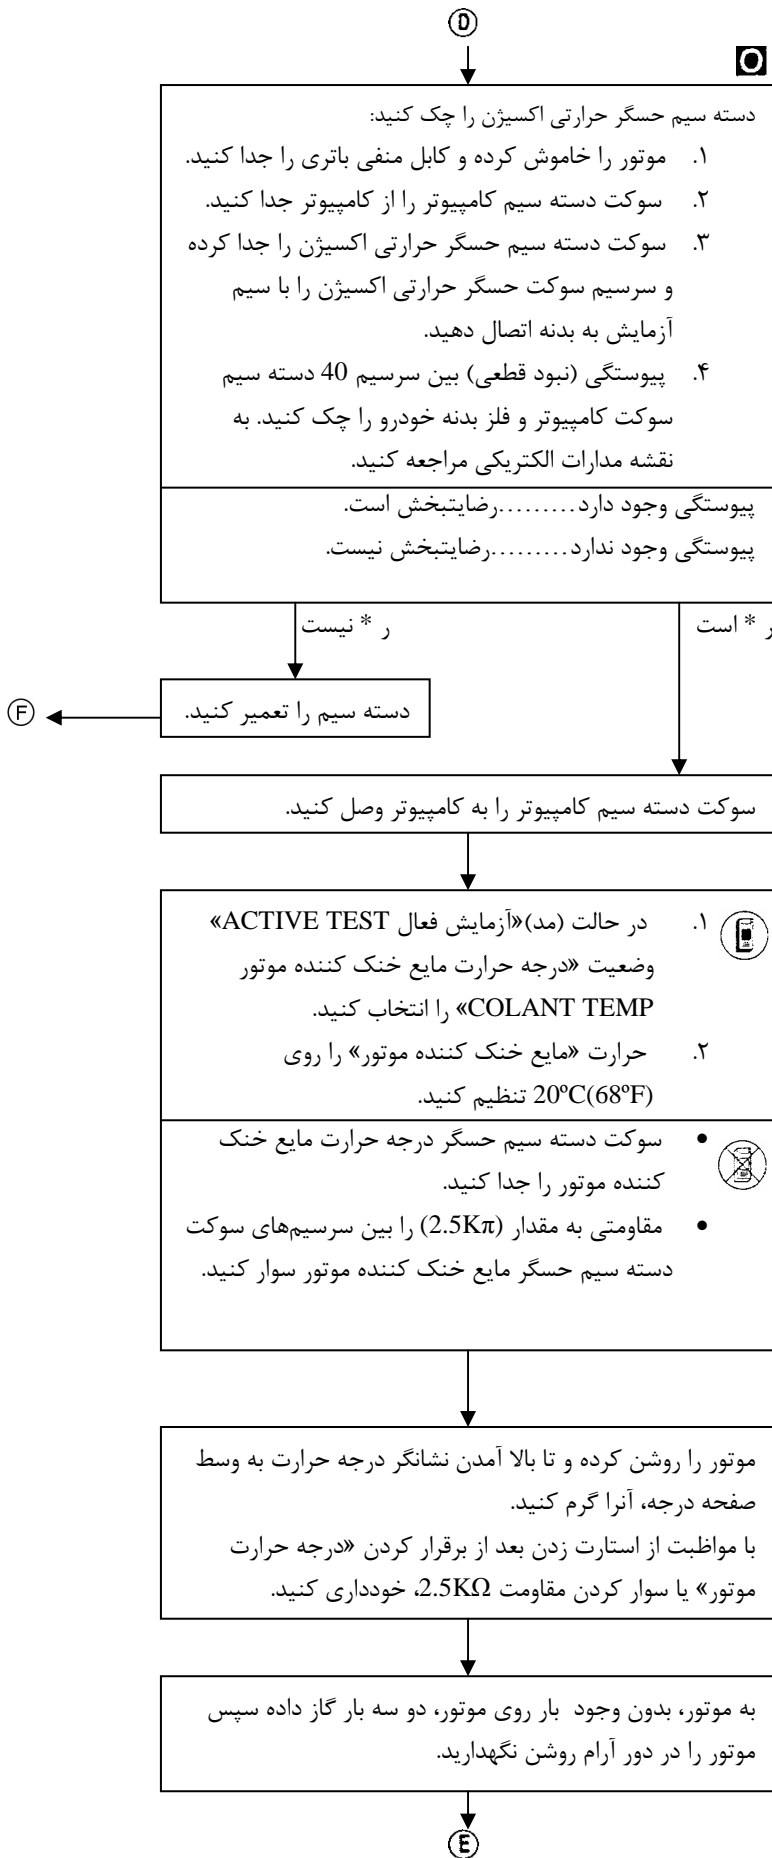 D
O
دسته سیم حسگر حرارتی اکسیژن را چک کنید:
۱. موتور را خاموش کرده و کابل منفی باتری را جدا کنید.
۲. سوکت دسته سیم کامپیوتر را از کامپیوتر جدا کنید.
۳. سوکت دسته سیم حسگر حرارتی اکسیژن را جدا کرده
و سرسیم سوکت حسگر حرارتی اکسیژن را با سیم
آزمایش به بدنه اتصال دهید.
۴. پیوستگی (نبود قطعی) بین سرسیم 40 دسته سیم
سوکت کامپیوتر و فلز بدنه خودرو را چک کنید. به
نقشه مدارات الکتریکی مراجعه کنید.
پیوستگی وجود دارد.........رضایتبخش است.
پیوستگی وجود ندارد.........رضایتبخش نیست.
ر * است
ر * نیست
دسته سیم را تعمیر کنید.
F
سوکت دسته سیم کامپیوتر را به کامپیوتر وصل کنید.
۱. در حالت (مد)«آزمایش فعال ACTIVE TEST»
وضعیت «درجه حرارت مایع خنک کننده موتور
COLANT TEMP» را انتخاب کنید.
۲. حرارت «مایع خنک کننده موتور» را روی
20ºC(68ºF) تنظیم کنید.
• سوکت دسته سیم حسگر درجه حرارت مایع خنک
کننده موتور را جدا کنید.
• مقاومتی به مقدار (2.5Kπ) را بین سرسیم‌های سوکت
دسته سیم حسگر مایع خنک کننده موتور سوار کنید.
موتور را روشن کرده و تا بالا آمدن نشانگر درجه حرارت به وسط
صفحه درجه، آنرا گرم کنید.
با مواظبت از استارت زدن بعد از برقرار کردن «درجه حرارت
موتور» یا سوار کردن مقاومت 2.5KΩ، خودداری کنید.
به موتور، بدون وجود بار روی موتور، دو سه بار گاز داده سپس
موتور را در دور آرام روشن نگهدارید.
E